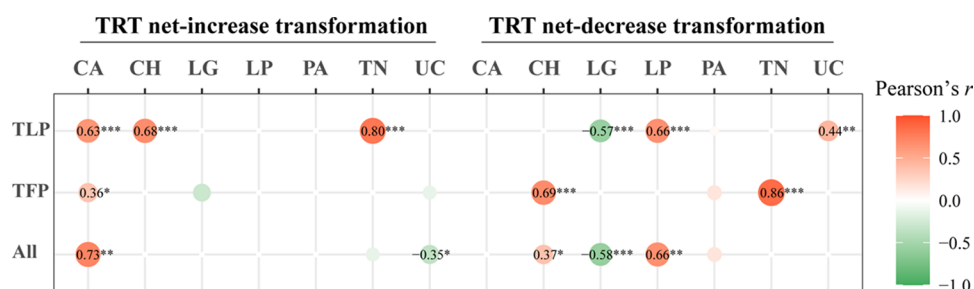 TRT net-increase transformation TRT net-decrease transformation
CA CH LG LP PA TN UC CA CH LG LP PA TN UC
Pearson's r
TLP 0.63*** 0.68*** 0.80*** −0.57*** 0.66*** 0.44**
TFP 0.36* 0.69*** 0.86***
All 0.73** −0.35* 0.37* −0.58*** 0.66**
1.0
0.5
0.0
−0.5
−1.0